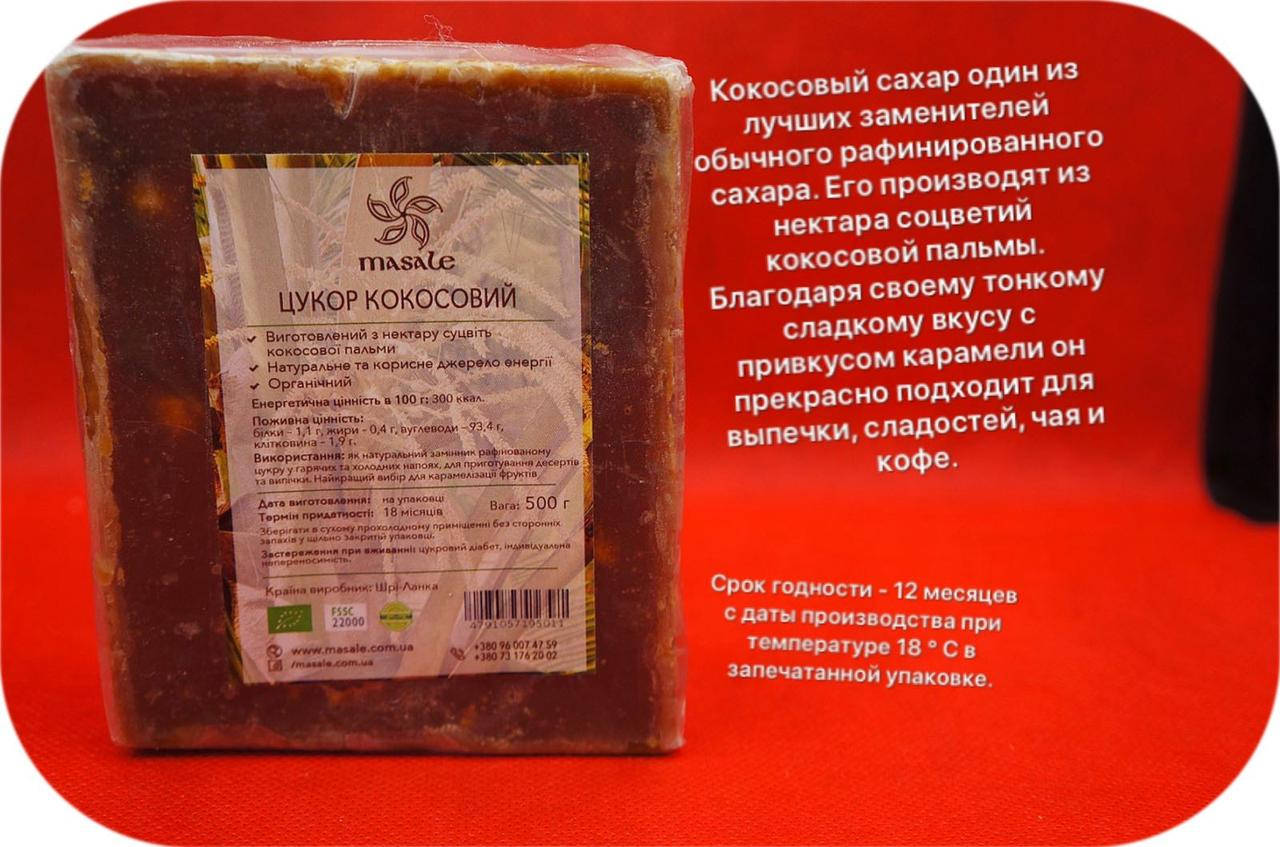 masale
ЦУКОР КОКОСОВИЙ
Виготовлений з нектару суцвіть
кокосової пальми
Натуральне та корисне джерело енергії
Органічний
Енергетична цінність в 100 г: 300 ккал.
Поживна цінність:
білки - 1,1 г, жири - 0,4 г, вуглеводи -93,4 г,
клітковина - 1,9 г.
Використання: як натуральний замінник рафінованому
цукру у гарячих та холодних напоях, для приготування десертів
та випічки. Найкращий вибір для карамелізації фруктів
Дата виготовлення: на упаковці
Термін придатності: 18 місяців
Вага: 500 г
Зберігати в сухому прохолодному приміщенні без сторонніх
запахів у щільно закритій упаковці.
Застереження при вживанні: цукровий діабет, індивідуальна
непереносимість.
Країна виробник: Шрі-Ланка
FSSC
22000
4791057195011
www.masale.com.ua
/masale.com.ua
+380 96 007 47 59
+380 73 176 20 02
Кокосовый сахар один из
лучших заменителей
обычного рафинированного
сахара. Его производят из
нектара соцветий
кокосовой пальмы.
Благодаря своему тонкому
сладкому вкусу с
привкусом карамели он
прекрасно подходит для
выпечки, сладостей, чая и
кофе.
Срок годности - 12 месяцев
с даты производства при
температуре 18 ° С в
запечатанной упаковке.